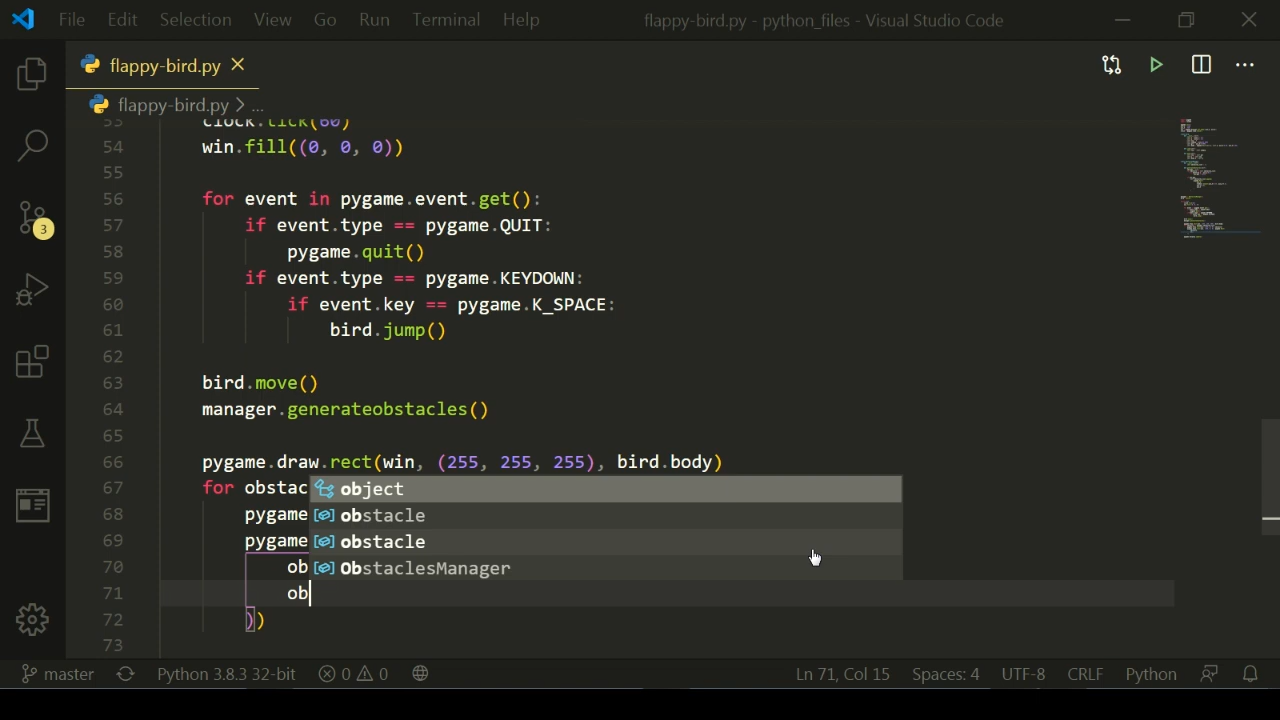 File Edit Selection View Go Run Terminal Help flappy-bird.py - python_files - Visual Studio Code
flappy-bird.py
flappy-bird.py > ...
53 clock.tick(60)
54 win.fill((0, 0, 0))
55
56 for event in pygame.event.get():
57 if event.type == pygame.QUIT:
58 pygame.quit()
59 if event.type == pygame.KEYDOWN:
60 if event.key == pygame.K_SPACE:
61 bird.jump()
62
63 bird.move()
64 manager.generateobstacles()
65
66 pygame.draw.rect(win, (255, 255, 255), bird.body)
67 for obstac
object
68 pygame
obstacle
69 pygame
obstacle
70 ob
ObstaclesManager
71 ob
72 ))
73
3
master Python 3.8.3 32-bit 0 0 Ln 71, Col 15 Spaces: 4 UTF-8 CRLF Python